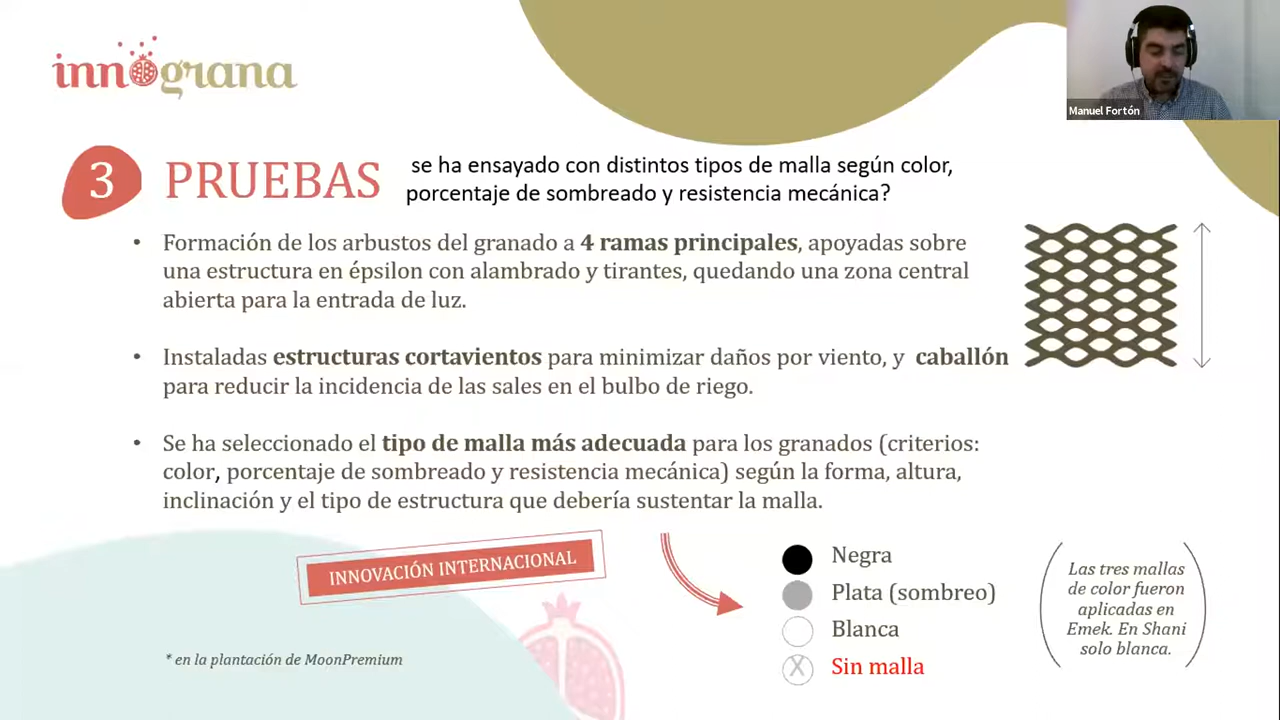 innograna
Manuel Fortón
3 PRUEBAS
se ha ensayado con distintos tipos de malla según color,
porcentaje de sombreado y resistencia mecánica?
• Formación de los arbustos del granado a 4 ramas principales, apoyadas sobre
una estructura en épsilon con alambrado y tirantes, quedando una zona central
abierta para la entrada de luz.
• Instaladas estructuras cortavientos para minimizar daños por viento, y caballón
para reducir la incidencia de las sales en el bulbo de riego.
• Se ha seleccionado el tipo de malla más adecuada para los granados (criterios:
color, porcentaje de sombreado y resistencia mecánica) según la forma, altura,
inclinación y el tipo de estructura que debería sustentar la malla.
INNOVACIÓN INTERNACIONAL
Negra
Plata (sombreo)
Blanca
X Sin malla
Las tres mallas
de color fueron
aplicadas en
Emek. En Shani
solo blanca.
* en la plantación de MoonPremium